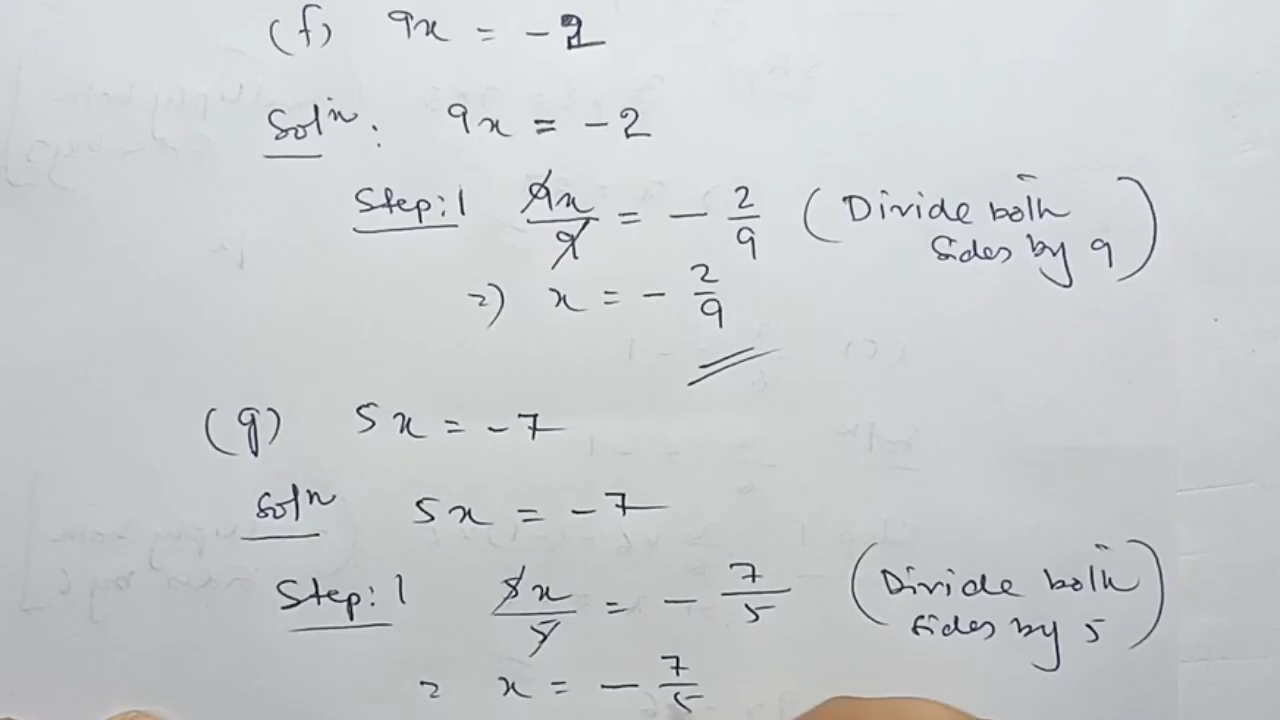 (f) 9x = -2
Solⁿ. 9x = -2
Step:1 9x/9 = - 2/9 (Divide both sides by 9)
=) x = - 2/9
(g) 5x = -7
Solⁿ 5x = -7
Step:1 5x/5 = - 7/5 (Divide both sides by 5)
= x = - 7/5